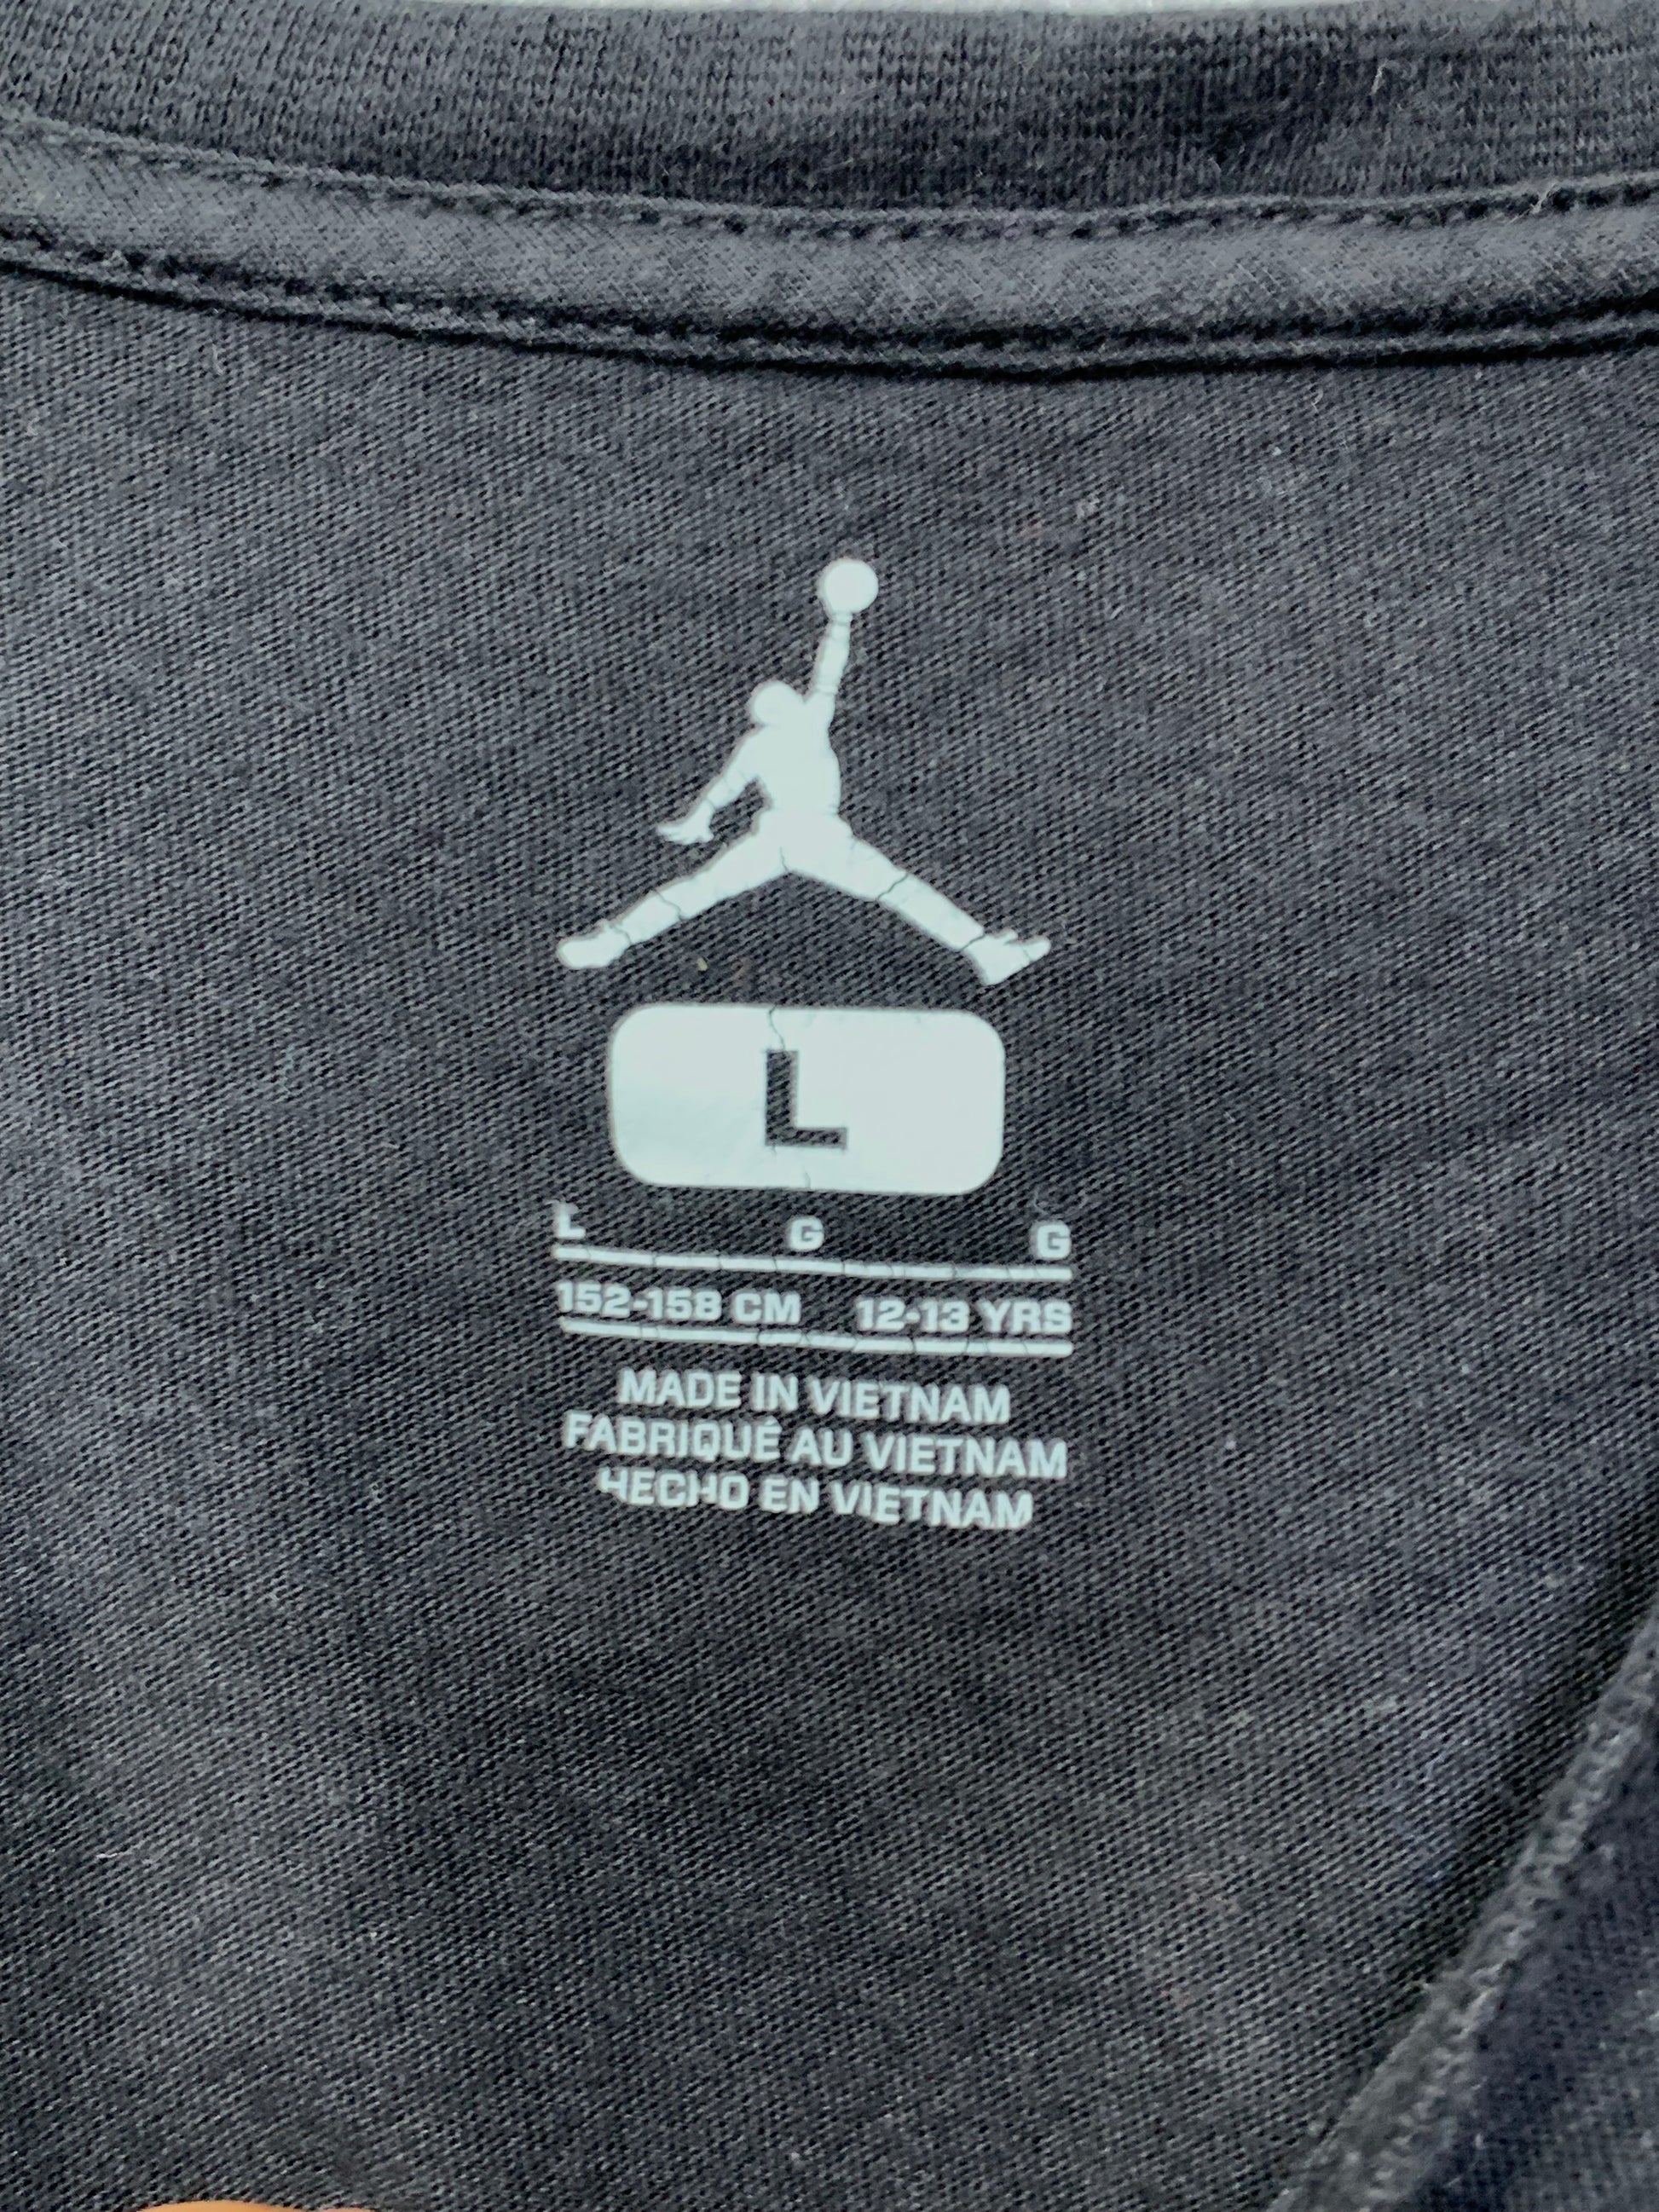 L
L G G
152-158 CM 12-13 YRS
MADE IN VIETNAM
FABRIQUÉ AU VIETNAM
HECHO EN VIETNAM